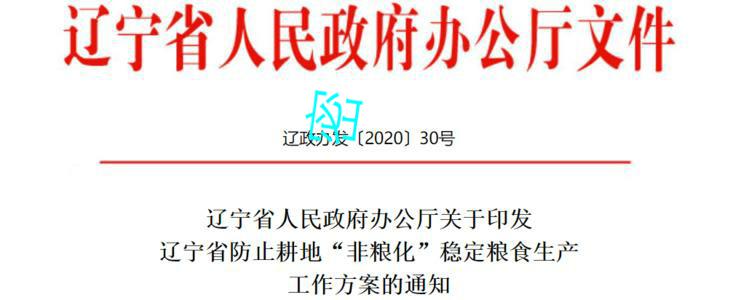 辽宁省人民政府办公厅文件
辽政办发〔2020〕30号
辽宁省人民政府办公厅关于印发
辽宁省防止耕地“非粮化”稳定粮食生产
工作方案的通知